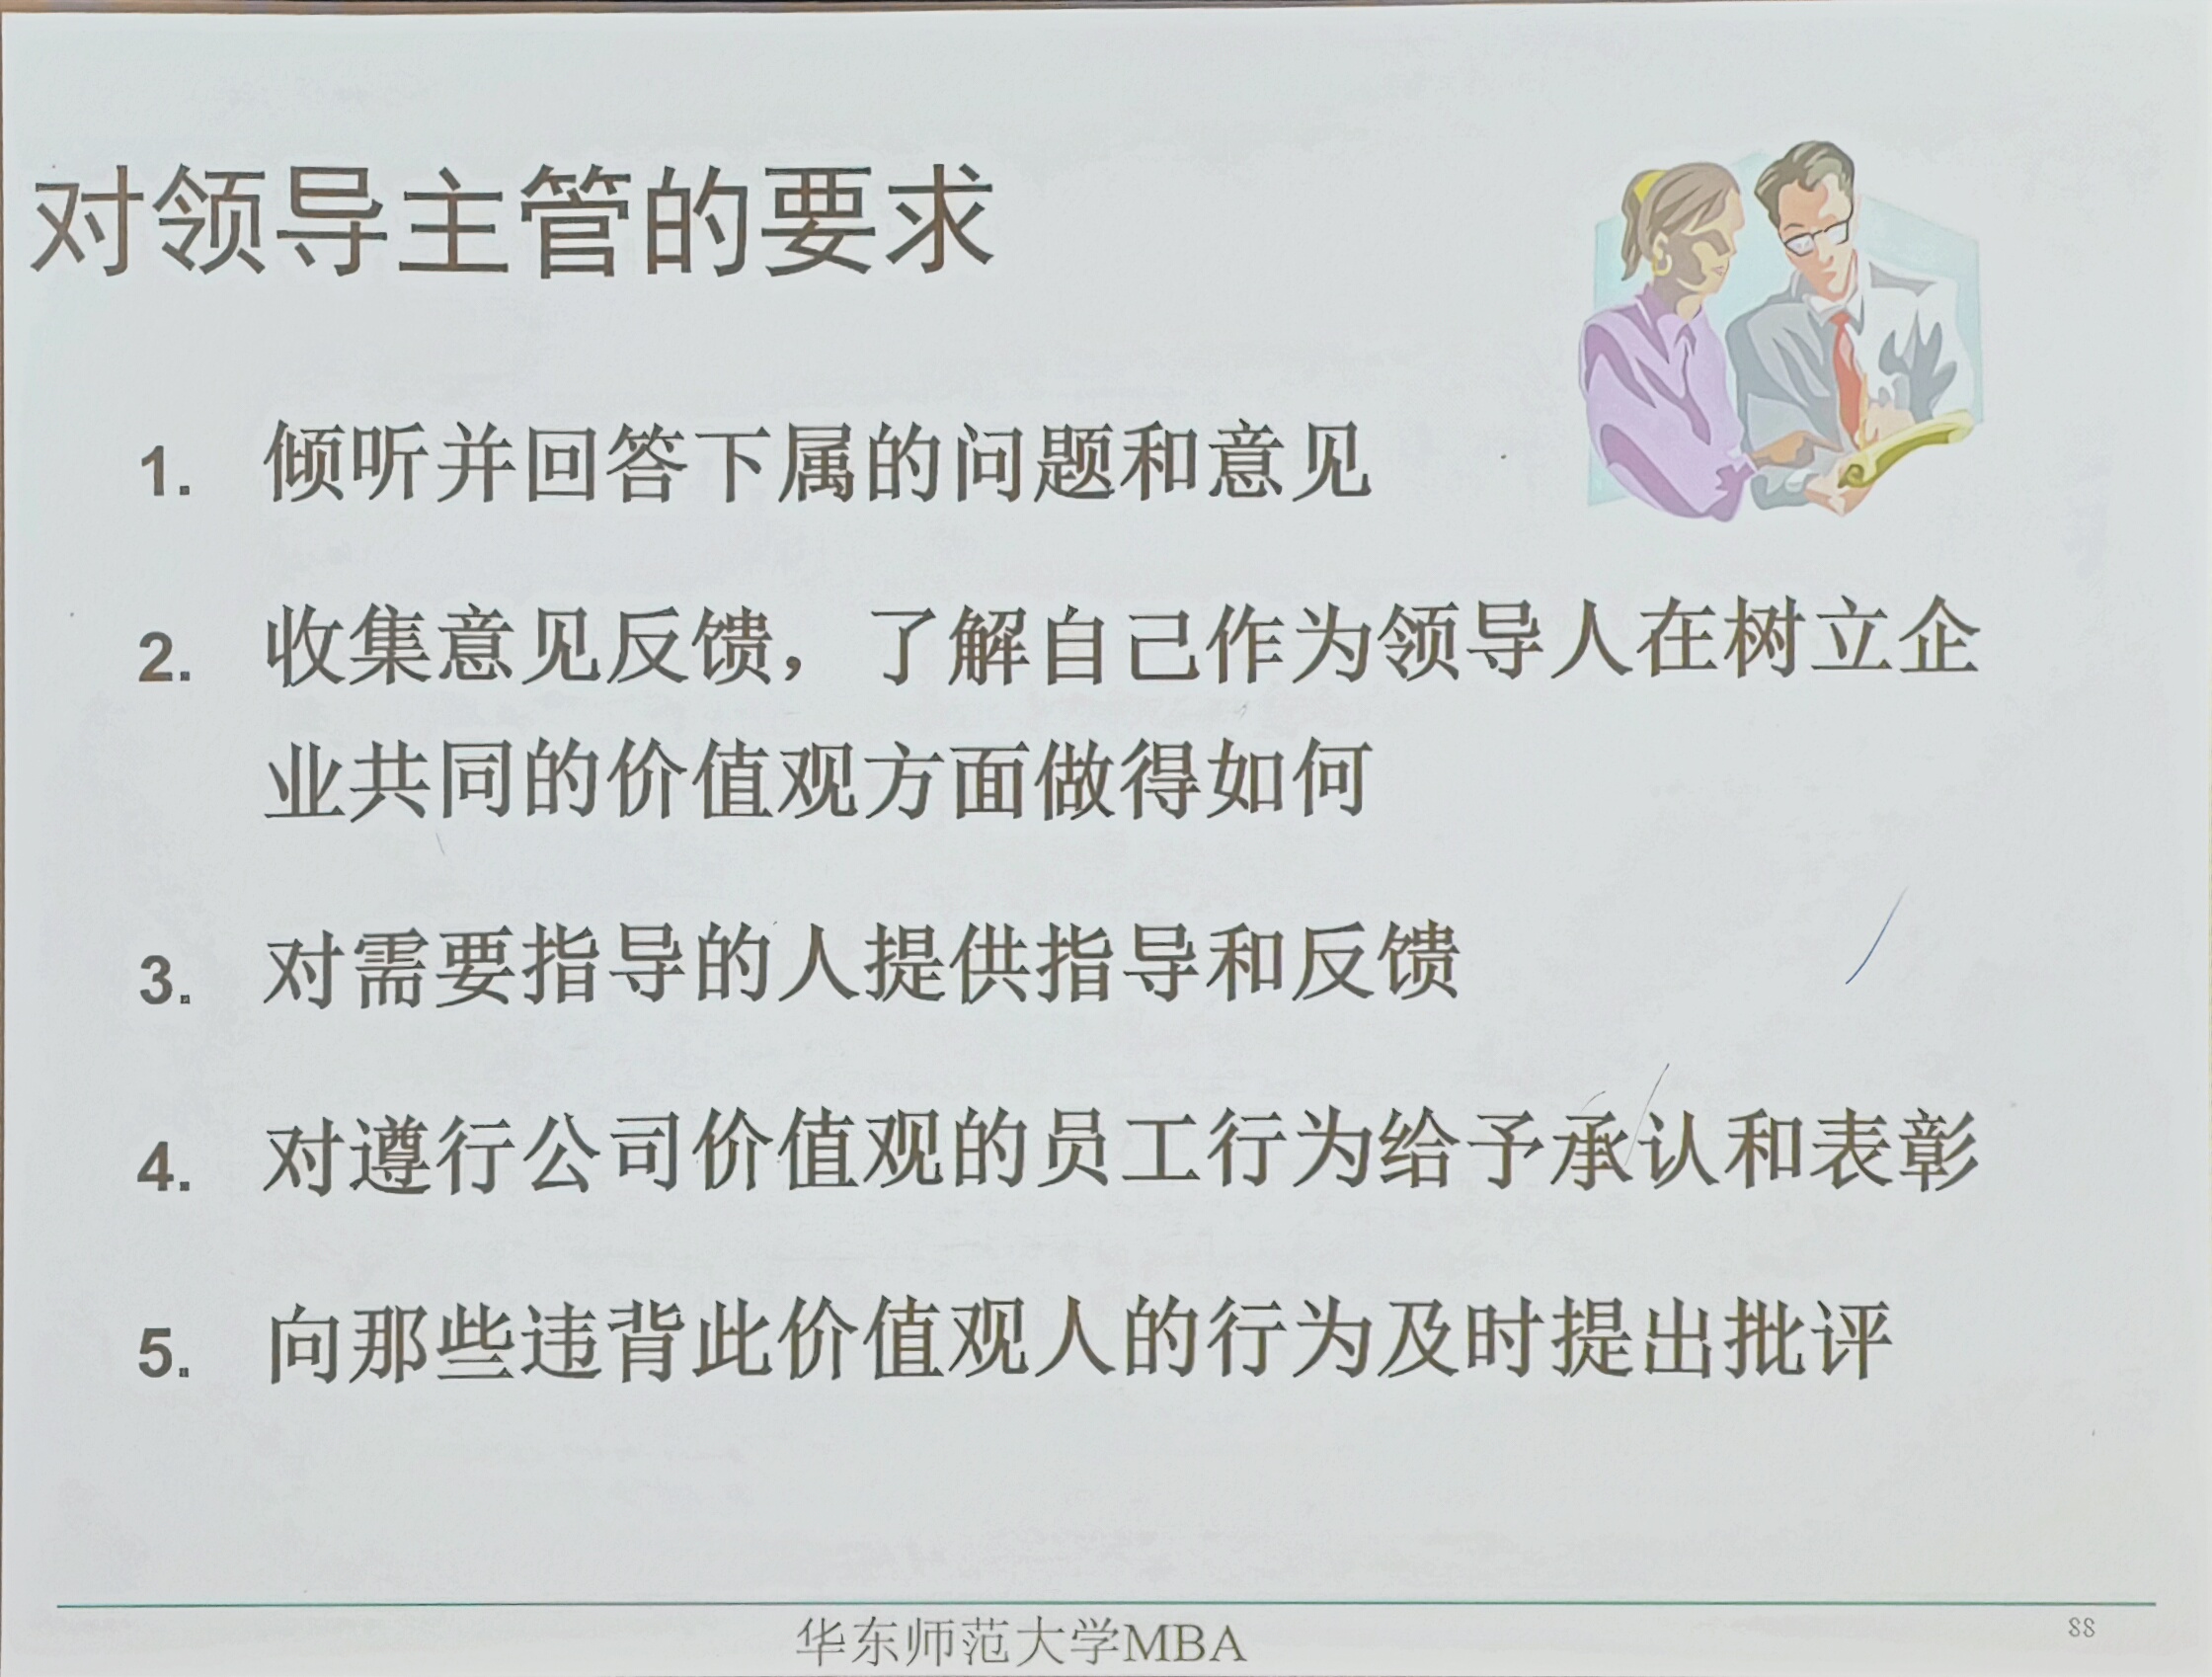 对领导主管的要求
1. 倾听并回答下属的问题和意见
2. 收集意见反馈，了解自己作为领导人在树立企
业共同的价值观方面做得如何
3. 对需要指导的人提供指导和反馈
4. 对遵行公司价值观的员工行为给予承认和表彰
5. 向那些违背此价值观人的行为及时提出批评
华东师范大学MBA
88